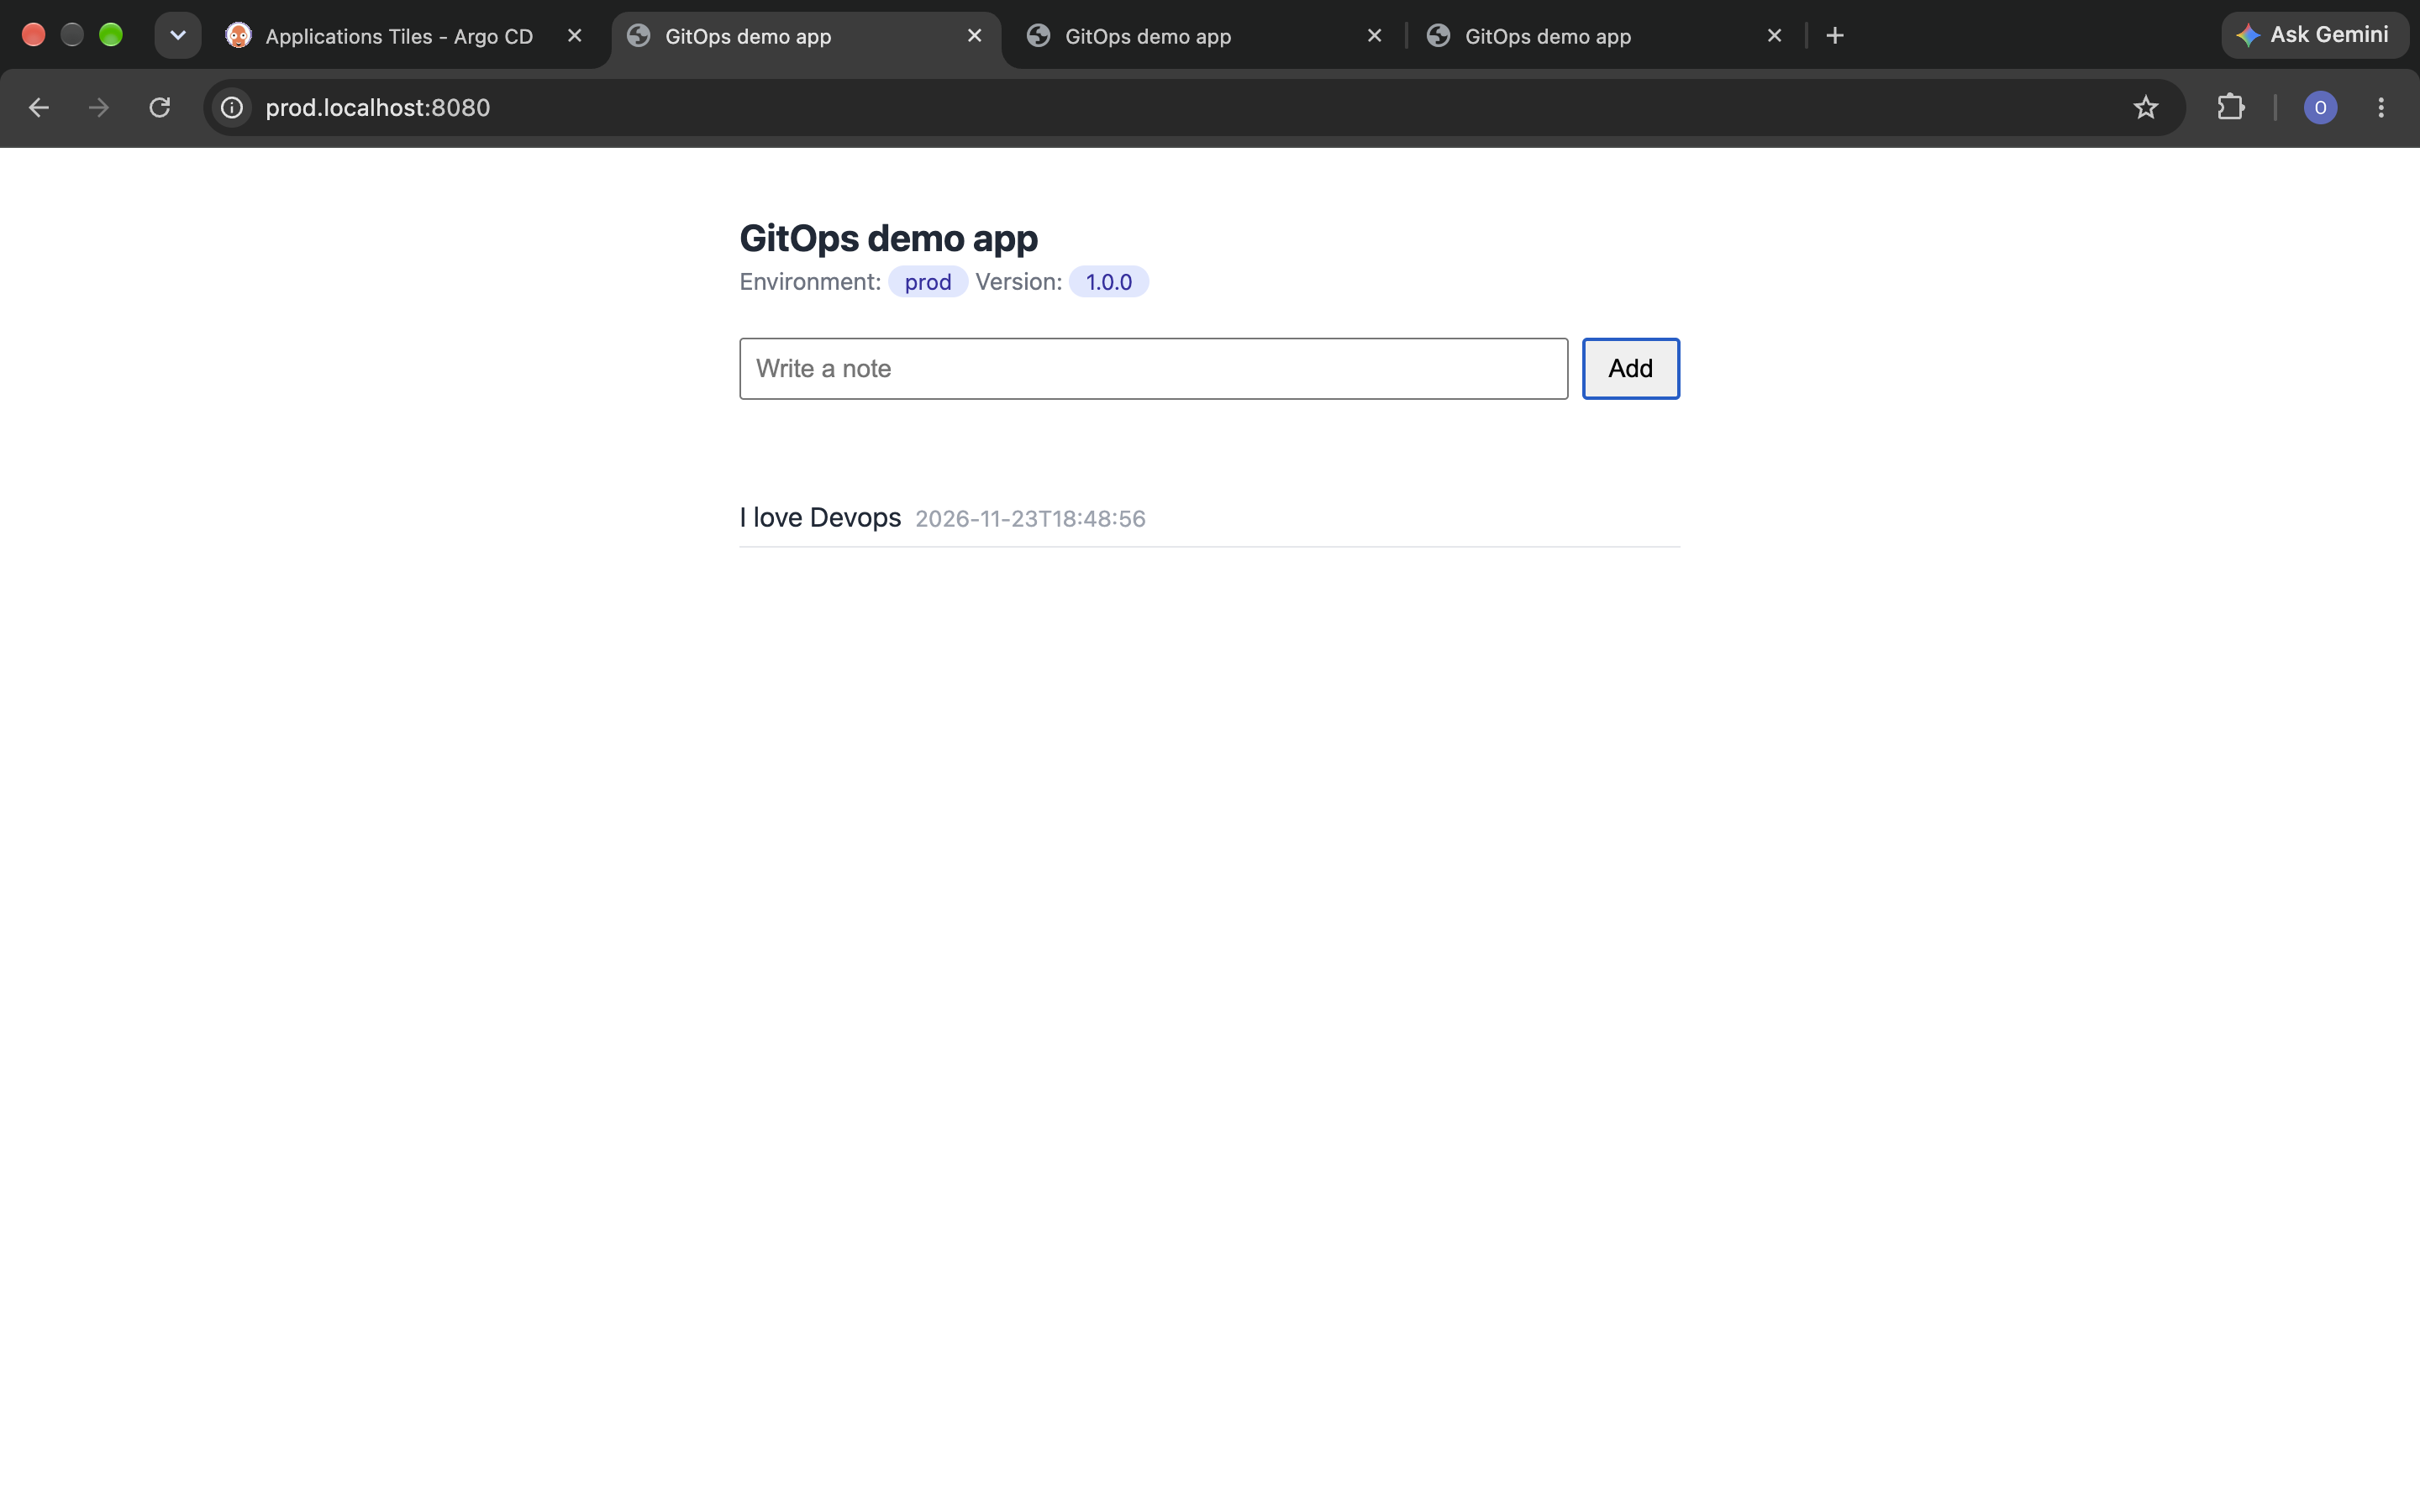 Applications Tiles - Argo CD
GitOps demo app
GitOps demo app
GitOps demo app
Ask Gemini
prod.localhost:8080
O
GitOps demo app
Environment: prod Version: 1.0.0
Write a note
Add
I love Devops 2026-11-23T18:48:56